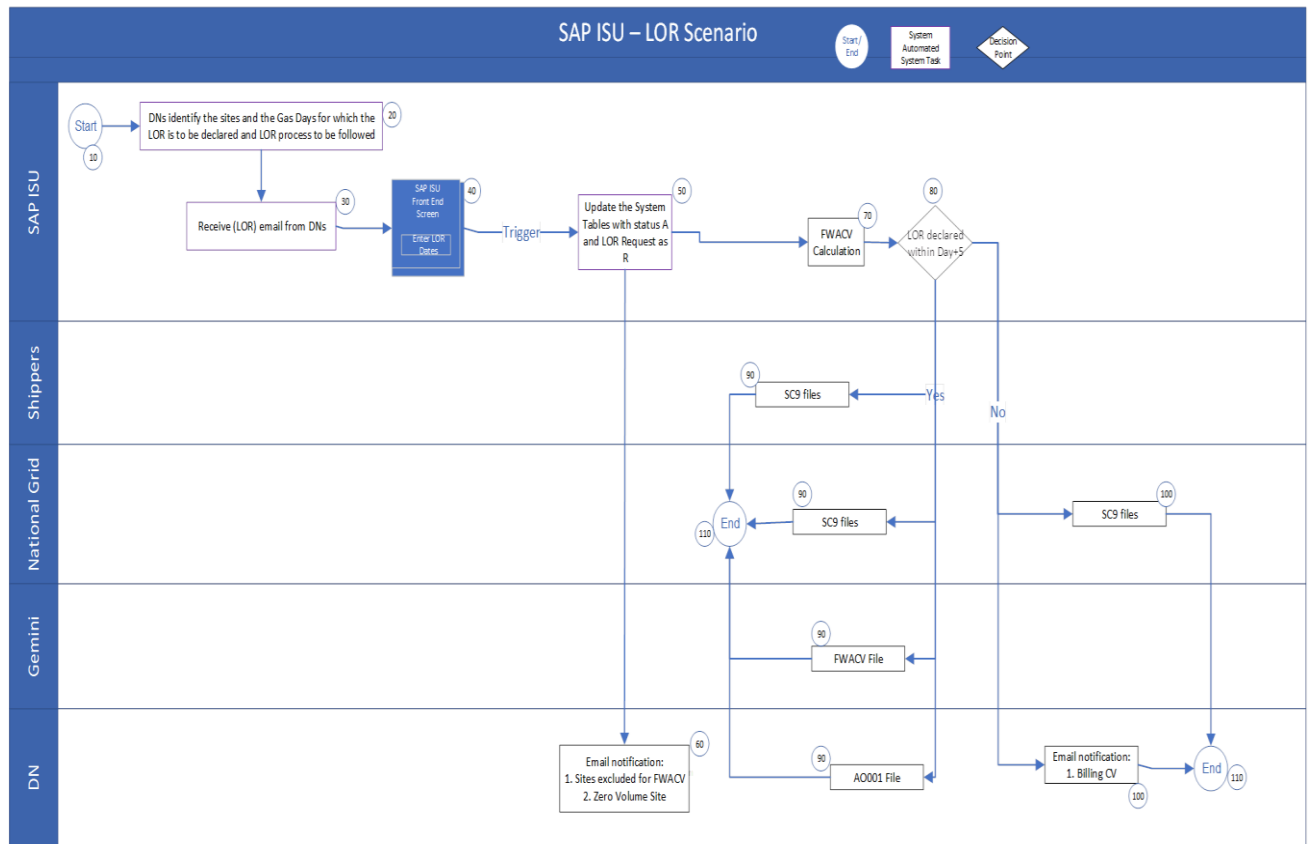 SAP ISU – LOR Scenario
Start/
End
System
Automated
System Task
Decision
Point
SAP ISU
Start
10
DNs identify the sites and the Gas Days for which the
LOR is to be declared and LOR process to be followed
20
Receive (LOR) email from DNs
30
SAP ISU
Front End
Screen
Enter LOR
Dates
40
Trigger
Update the System
Tables with status A
and LOR Request as
R
50
FWACV
Calculation
70
LOR declared
within Day+5
80
Shippers
90
SC9 files
Yes
No
National Grid
90
SC9 files
End
110
SC9 files
100
Gemini
90
FWACV File
DN
Email notification:
1. Sites excluded for FWACV
2. Zero Volume Site
60
90
AO001 File
Email notification:
1. Billing CV
100
End
110